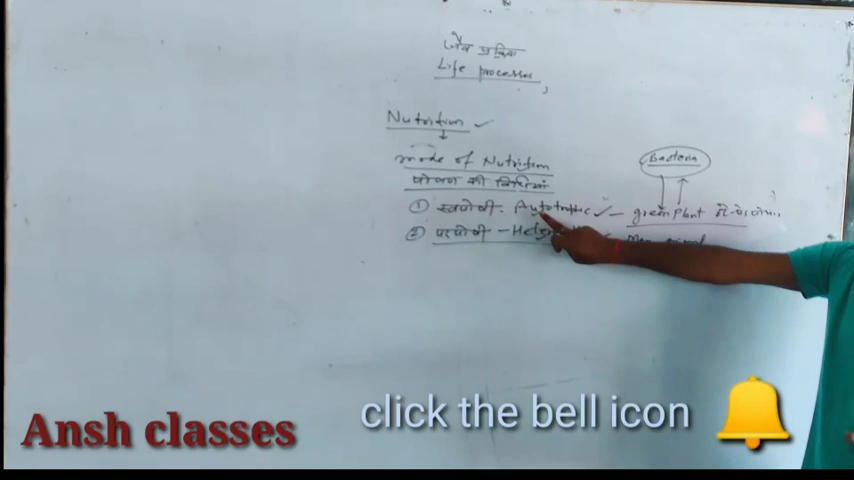 जैव प्रक्रिया
Life processes
Nutrition
mode of Nutrition
पोषण की विधियां
① स्वपोषी - Autotrophic - green plant
② परपोषी - Hete
Bacteria
Ansh classes
click the bell icon